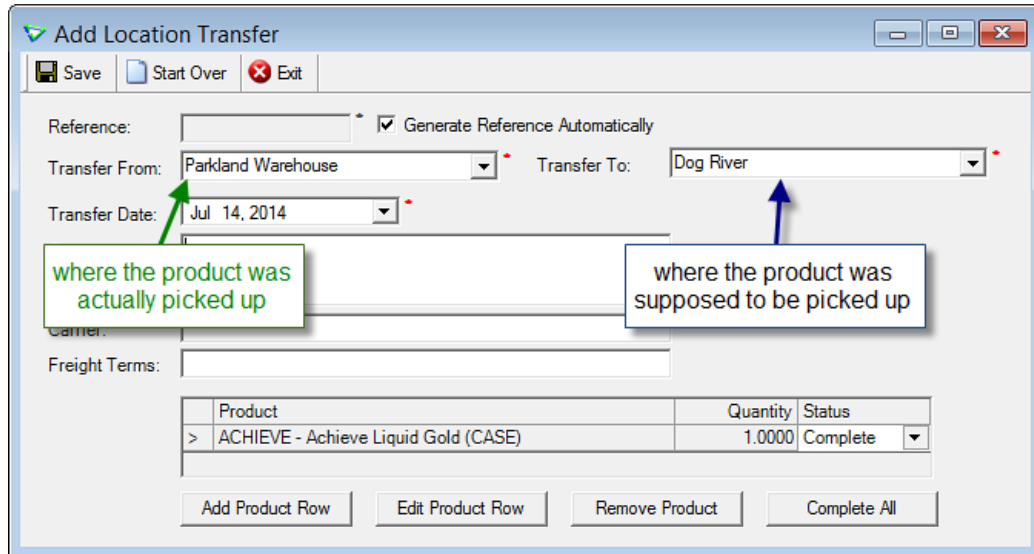 Add Location Transfer
Save Start Over Exit
Reference: * Generate Reference Automatically
Transfer From: Parkland Warehouse * Transfer To: Dog River *
Transfer Date: Jul 14, 2014 *
where the product was
actually picked up
where the product was
supposed to be picked up
Carrier:
Freight Terms:
Product Quantity Status
> ACHIEVE - Achieve Liquid Gold (CASE) 1.0000 Complete
Add Product Row Edit Product Row Remove Product Complete All